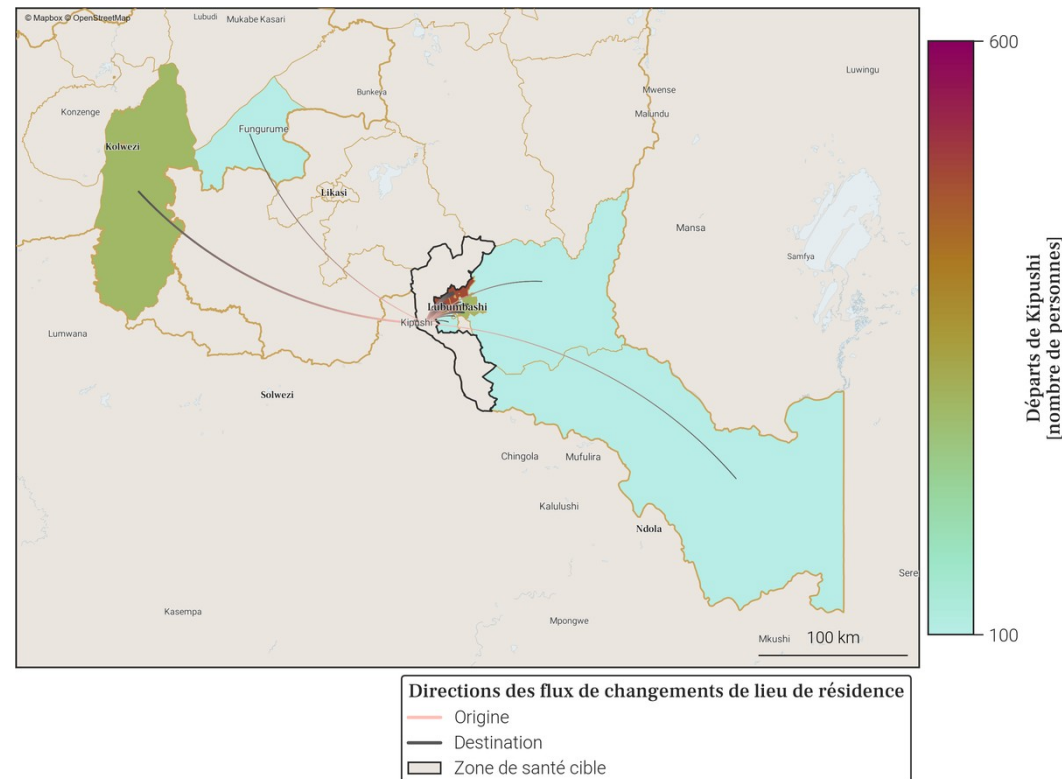 © Mapbox © OpenStreetMap
Lubudi
Mukabe Kasari
600
Luwingu
Konzenge
Bunkeya
Mwense
Malundu
Fungurume
Kolwezi
Likasi
Mansa
Samfya
Lubumbashi
Kipushi
Lumwana
Solwezi
Départs de Kipushi
[nombre de personnes]
Chingola
Mufulira
Kalulushi
Ndola
Sere
Kasempa
Mpongwe
Mkushi
100 km
100
Directions des flux de changements de lieu de résidence
Origine
Destination
Zone de santé cible